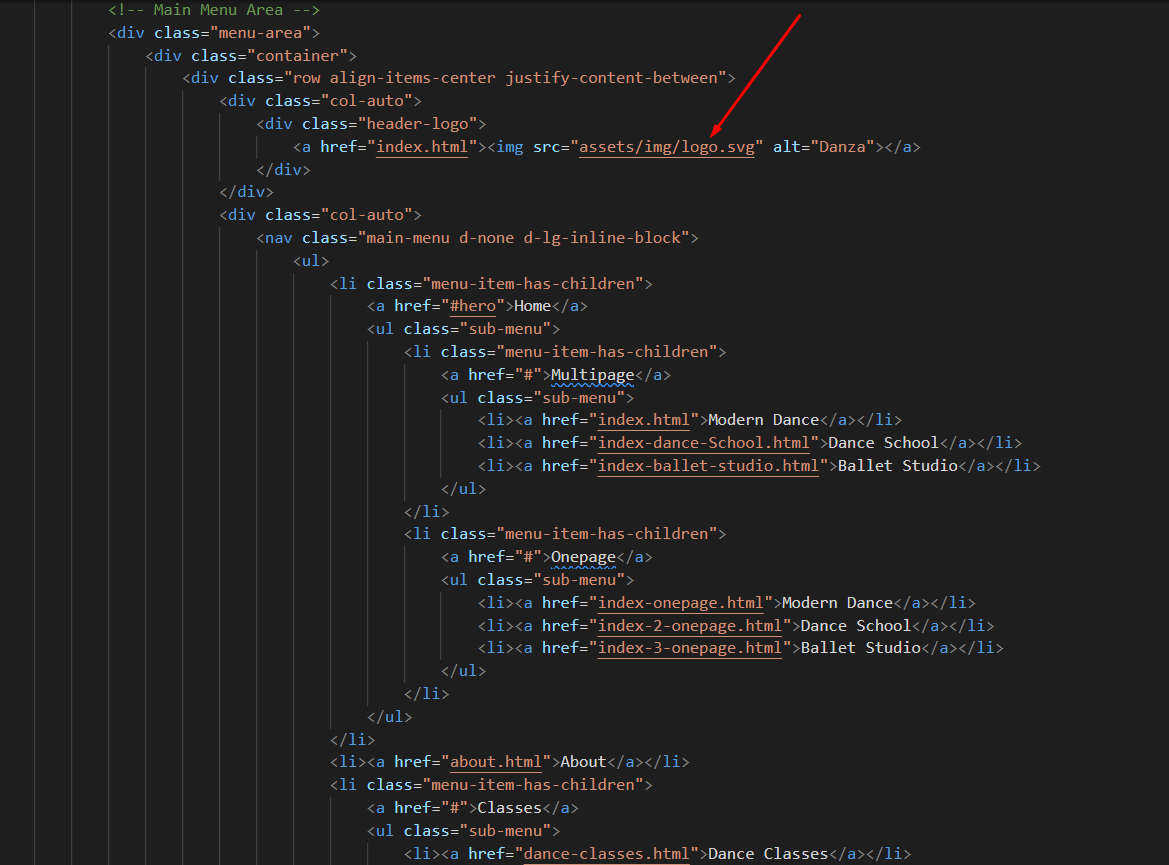 <!-- Main Menu Area -->
<div class="menu-area">
<div class="container">
<div class="row align-items-center justify-content-between">
<div class="col-auto">
<div class="header-logo">
<a href="index.html"><img src="assets/img/logo.svg" alt="Danza"></a>
</div>
</div>
<div class="col-auto">
<nav class="main-menu d-none d-lg-inline-block">
<ul>
<li class="menu-item-has-children">
<a href="#hero">Home</a>
<ul class="sub-menu">
<li class="menu-item-has-children">
<a href="#">Multipage</a>
<ul class="sub-menu">
<li><a href="index.html">Modern Dance</a></li>
<li><a href="index-dance-School.html">Dance School</a></li>
<li><a href="index-ballet-studio.html">Ballet Studio</a></li>
</ul>
</li>
<li class="menu-item-has-children">
<a href="#">Onepage</a>
<ul class="sub-menu">
<li><a href="index-onepage.html">Modern Dance</a></li>
<li><a href="index-2-onepage.html">Dance School</a></li>
<li><a href="index-3-onepage.html">Ballet Studio</a></li>
</ul>
</li>
</ul>
</li>
<li><a href="about.html">About</a></li>
<li class="menu-item-has-children">
<a href="#">Classes</a>
<ul class="sub-menu">
<li><a href="dance-classes.html">Dance Classes</a></li>